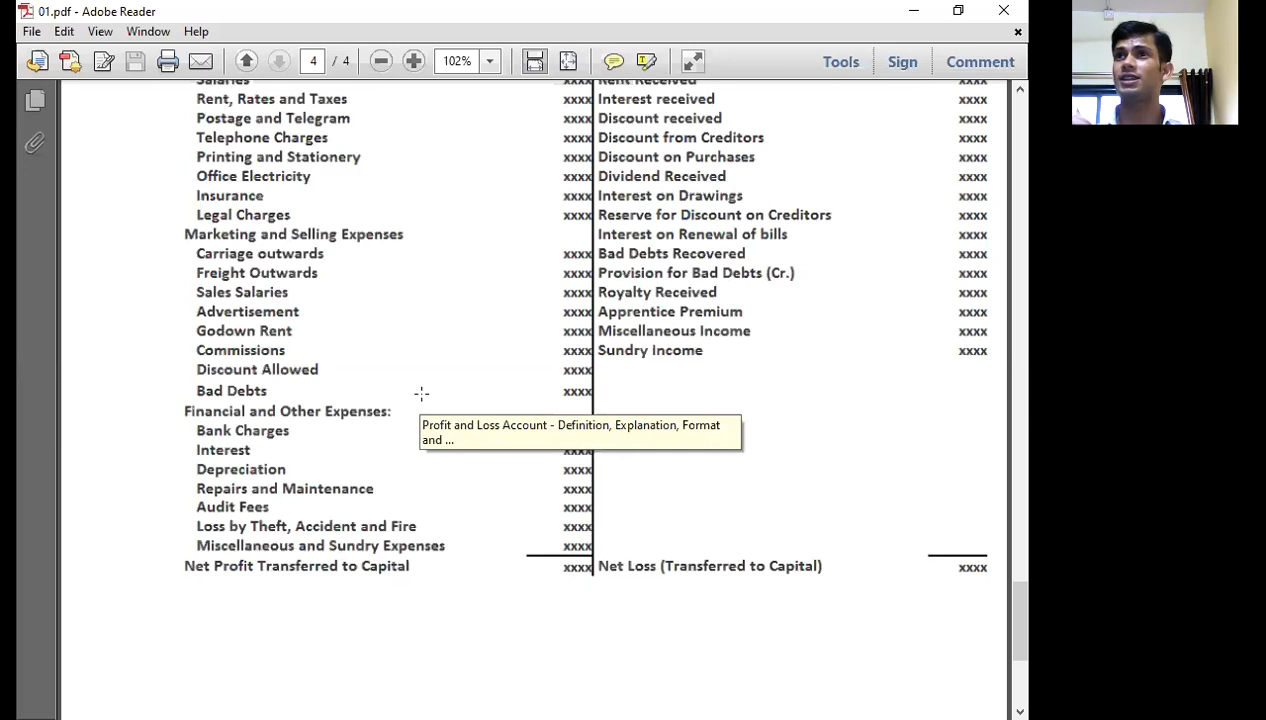 01.pdf - Adobe Reader
File Edit View Window Help
4 / 4 102% Tools Sign Comment
Salaries xxxx Rent Received xxxx
Rent, Rates and Taxes xxxx Interest received xxxx
Postage and Telegram xxxx Discount received xxxx
Telephone Charges xxxx Discount from Creditors xxxx
Printing and Stationery xxxx Discount on Purchases xxxx
Office Electricity xxxx Dividend Received xxxx
Insurance xxxx Interest on Drawings xxxx
Legal Charges xxxx Reserve for Discount on Creditors xxxx
Marketing and Selling Expenses Interest on Renewal of bills xxxx
Carriage outwards xxxx Bad Debts Recovered xxxx
Freight Outwards xxxx Provision for Bad Debts (Cr.) xxxx
Sales Salaries xxxx Royalty Received xxxx
Advertisement xxxx Apprentice Premium xxxx
Godown Rent xxxx Miscellaneous Income xxxx
Commissions xxxx Sundry Income xxxx
Discount Allowed xxxx
Bad Debts xxxx
Financial and Other Expenses:
Profit and Loss Account - Definition, Explanation, Format
and ...
Bank Charges
Interest xxxx
Depreciation xxxx
Repairs and Maintenance xxxx
Audit Fees xxxx
Loss by Theft, Accident and Fire xxxx
Miscellaneous and Sundry Expenses xxxx
Net Profit Transferred to Capital xxxx Net Loss (Transferred to Capital) xxxx